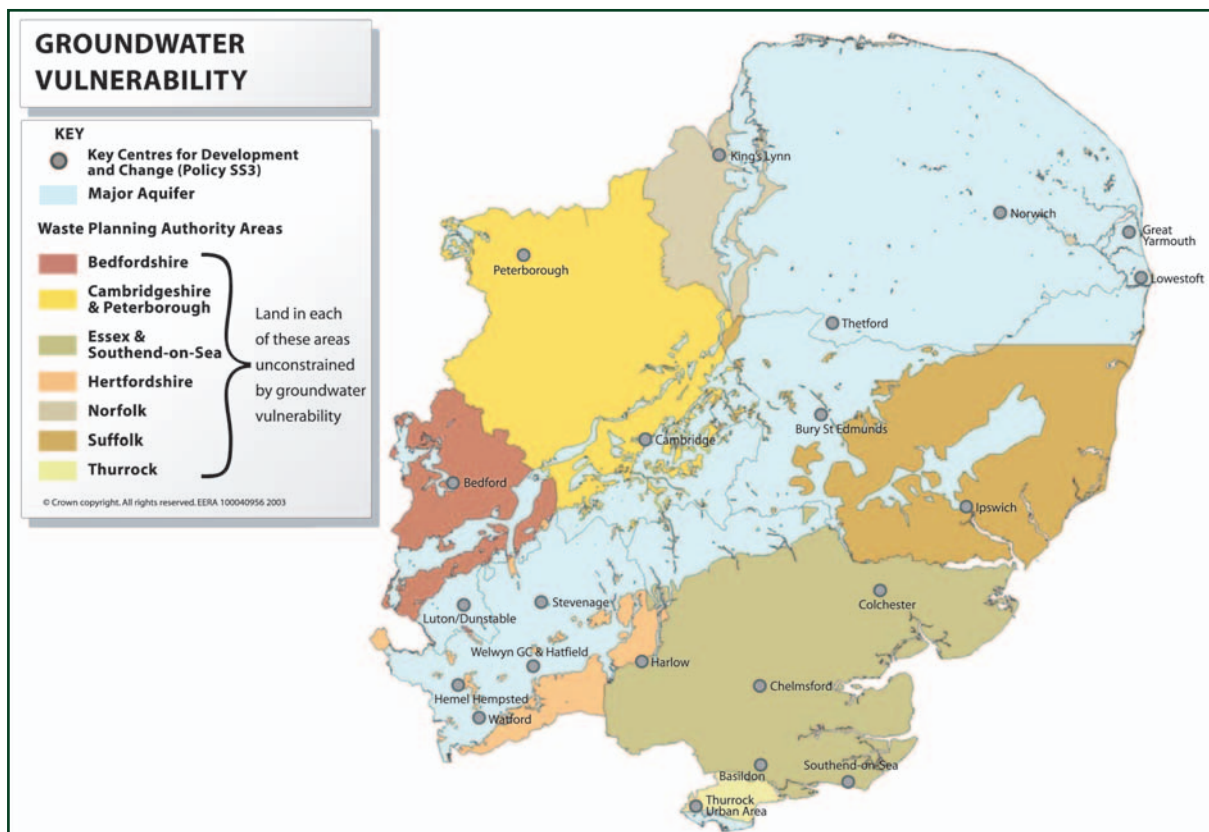 GROUNDWATER
VULNERABILITY
KEY
Key Centres for Development
and Change (Policy SS3)
Major Aquifer
Waste Planning Authority Areas
Bedfordshire
Cambridgeshire
& Peterborough
Essex &
Southend-on-Sea
Hertfordshire
Norfolk
Suffolk
Thurrock
Land in each
of these areas
unconstrained
by groundwater
vulnerability
© Crown copyright. All rights reserved. EERA 100040956 2003
King's Lynn
Norwich
Great
Yarmouth
Peterborough
Lowestoft
Thetford
Bury St Edmunds
Cambridge
Bedford
Ipswich
Colchester
Stevenage
Luton/Dunstable
Welwyn GC & Hatfield
Harlow
Hemel Hempsted
Chelmsford
Watford
Basildon
Southend-on-Sea
Thurrock
Urban Area